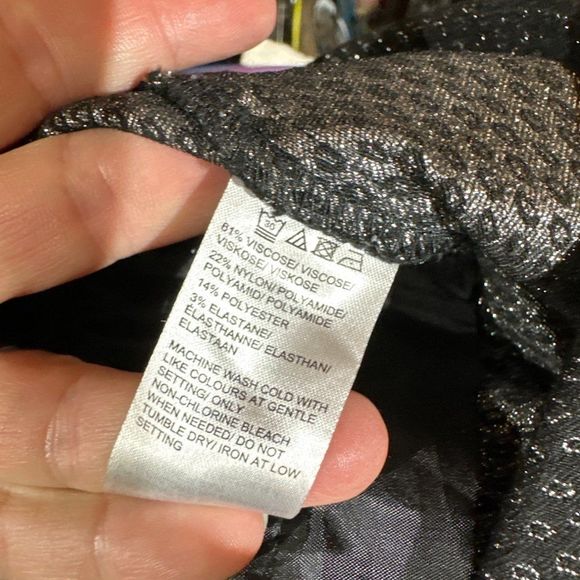 30
61% VISCOSE/ VISCOSE/
VISKOSE/ VISKOSE
22% NYLON/ POLYAMIDE/
POLYAMID/ POLYAMIDE
14% POLYESTER
3% ELASTANE/
ELASTHANNE/ ELASTHAN/
ELASTAAN
MACHINE WASH COLD WITH
LIKE COLOURS AT GENTLE
SETTING/ ONLY
NON-CHLORINE BLEACH
WHEN NEEDED/ DO NOT
TUMBLE DRY/ IRON AT LOW
SETTING